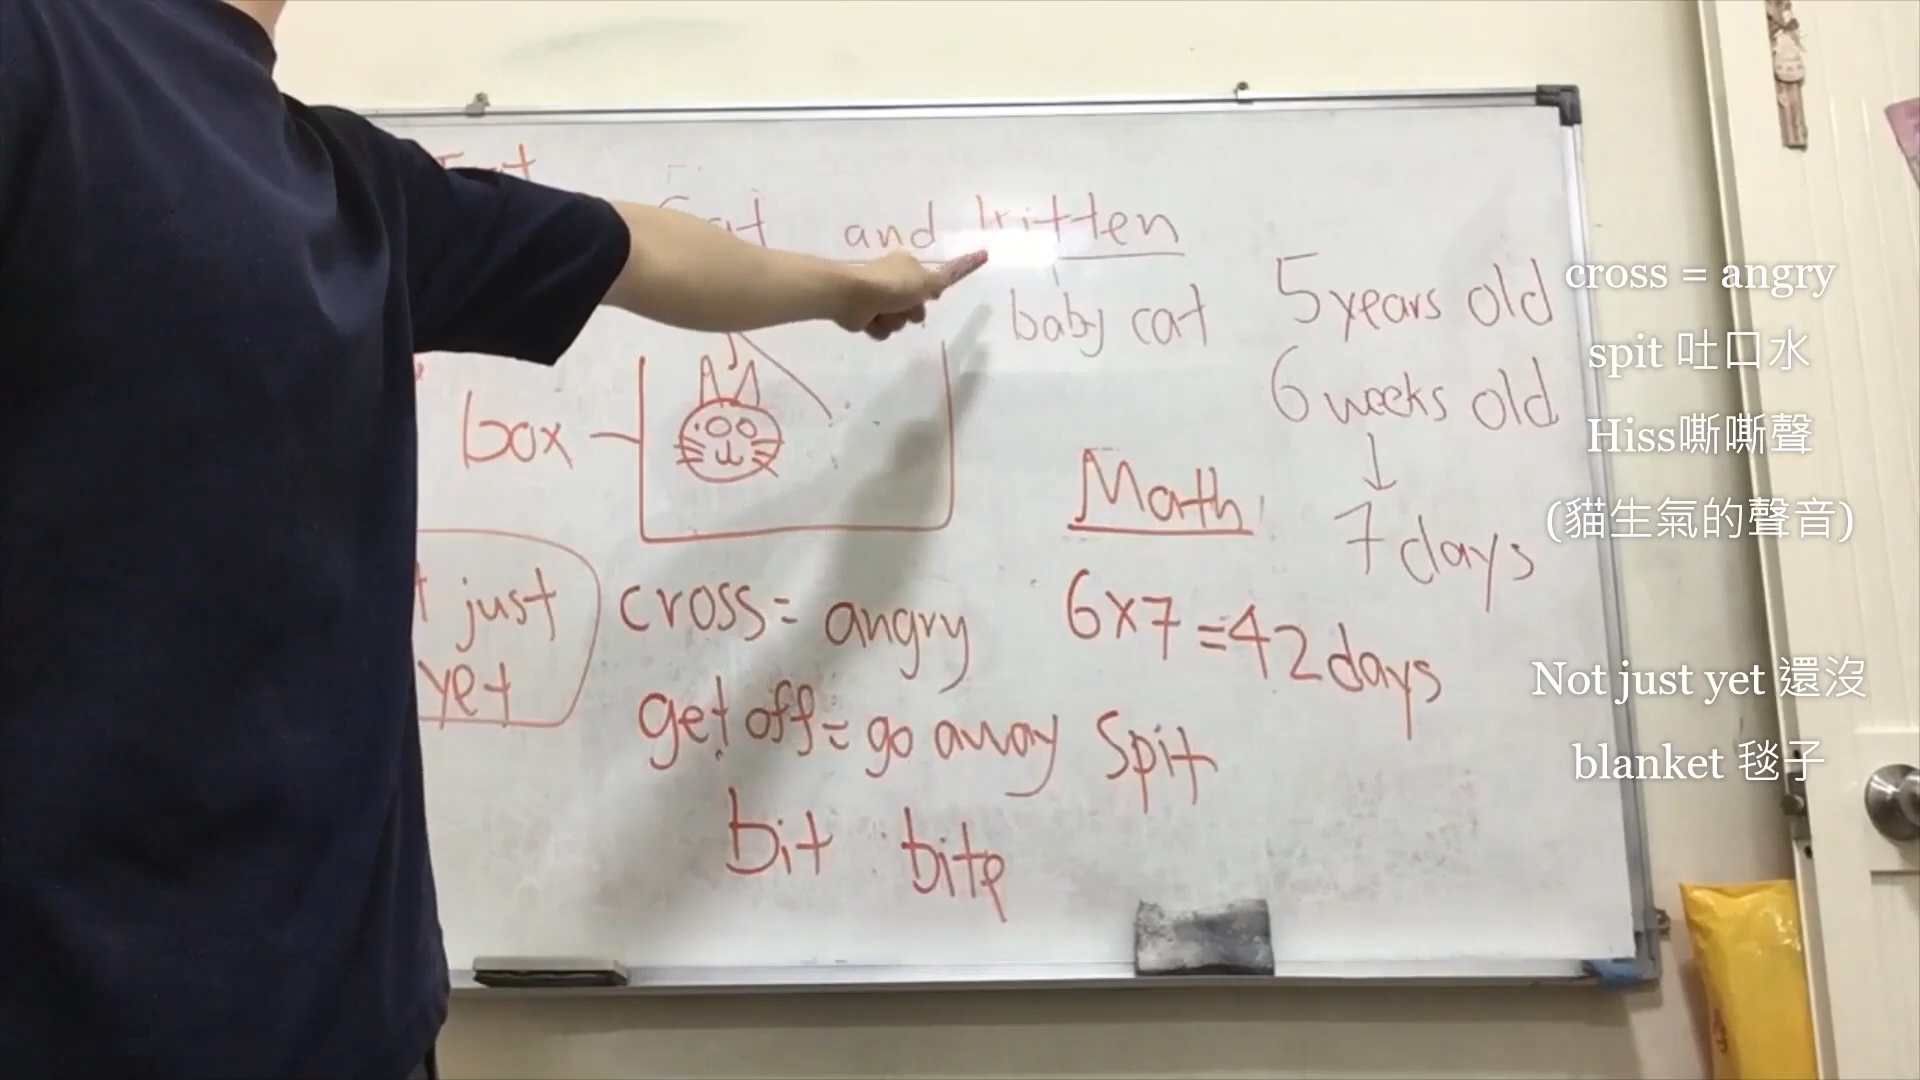 Cat and kitten
baby cat
5 years old
6 weeks old
7 days
box
Math
6x7=42 days
just
yet
cross = angry
get off = go away
spit
bit bite
cross = angry
spit 吐口水
Hiss嘶嘶聲
(貓生氣的聲音)
Not just yet 還沒
blanket 毯子